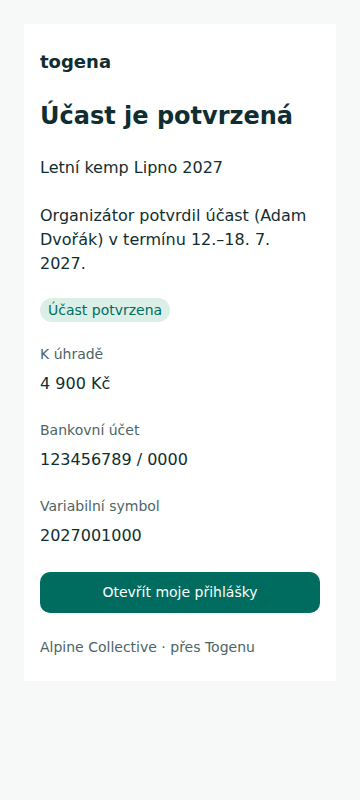 togena
Účast je potvrzená
Letní kemp Lipno 2027
Organizátor potvrdil účast (Adam
Dvořák) v termínu 12.–18. 7.
2027.
Účast potvrzena
K úhradě
4 900 Kč
Bankovní účet
123456789 / 0000
Variabilní symbol
2027001000
Otevřít moje přihlášky
Alpine Collective · přes Togenu